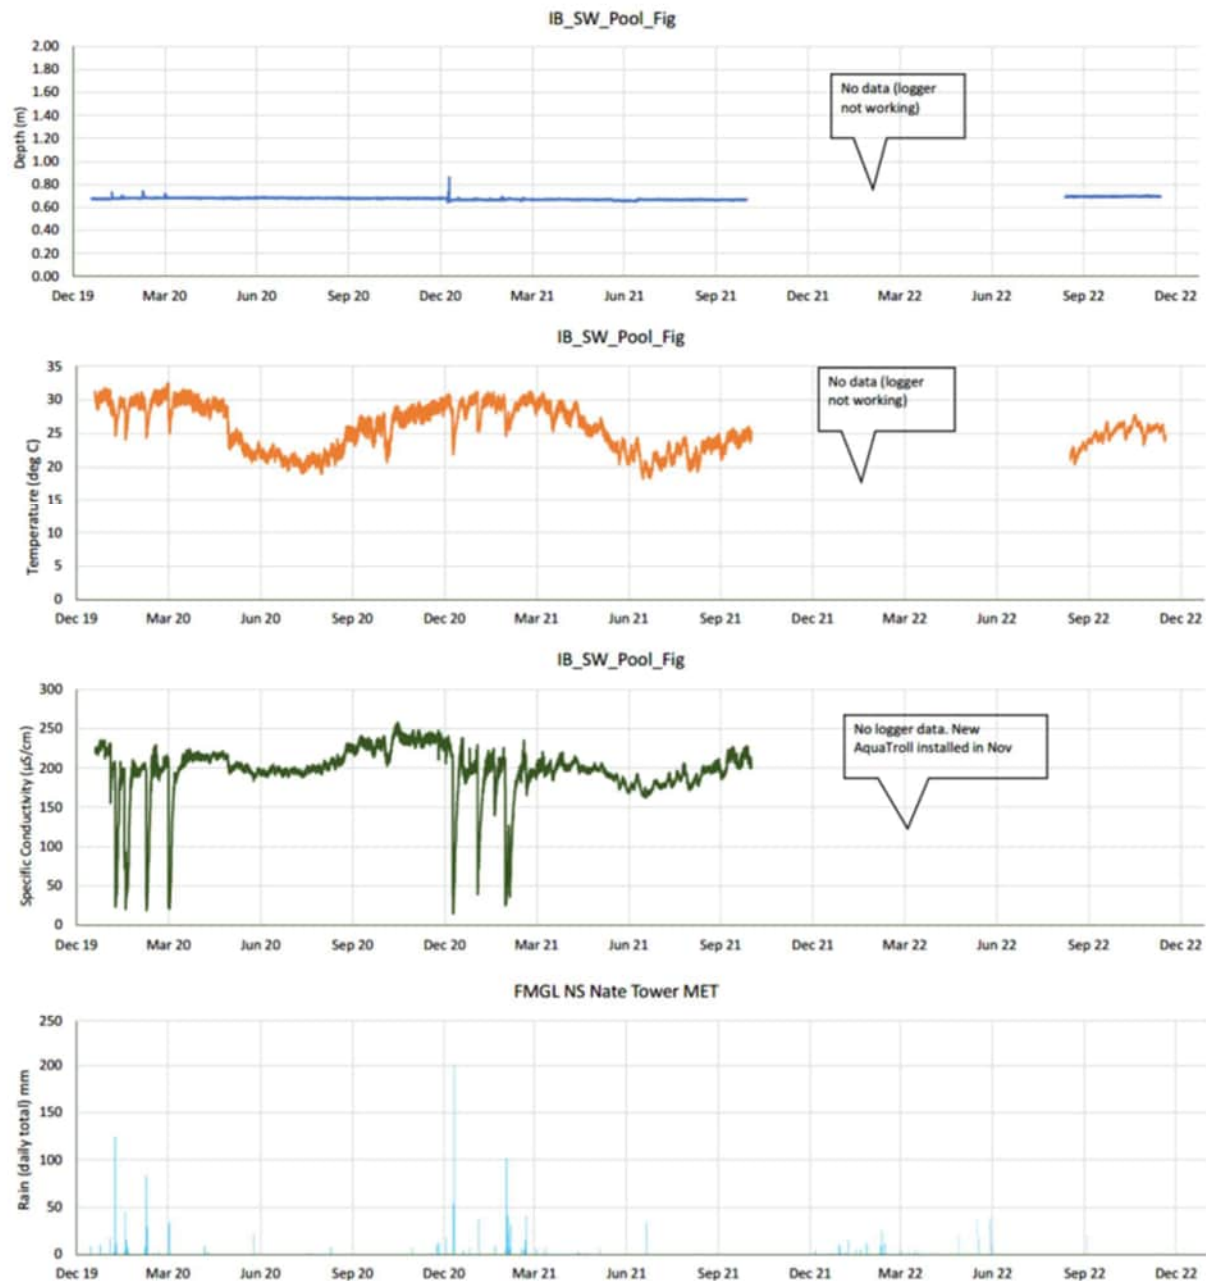 IB_SW_Pool_Fig
2.00
1.80
1.60
1.40
1.20
1.00
0.80
0.60
0.40
0.20
0.00
Depth (m)
No data (logger
not working)
Dec 19 Mar 20 Jun 20 Sep 20 Dec 20 Mar 21 Jun 21 Sep 21 Dec 21 Mar 22 Jun 22 Sep 22 Dec 22
IB_SW_Pool_Fig
35
30
25
20
15
10
5
0
Temperature (deg C)
No data (logger
not working)
Dec 19 Mar 20 Jun 20 Sep 20 Dec 20 Mar 21 Jun 21 Sep 21 Dec 21 Mar 22 Jun 22 Sep 22 Dec 22
IB_SW_Pool_Fig
300
250
200
150
100
50
0
Specific Conductivity (µS/cm)
No logger data. New
AquaTroll installed in Nov
Dec 19 Mar 20 Jun 20 Sep 20 Dec 20 Mar 21 Jun 21 Sep 21 Dec 21 Mar 22 Jun 22 Sep 22 Dec 22
FMGL NS Nate Tower MET
250
200
150
100
50
0
Rain (daily total) mm
Dec 19 Mar 20 Jun 20 Sep 20 Dec 20 Mar 21 Jun 21 Sep 21 Dec 21 Mar 22 Jun 22 Sep 22 Dec 22